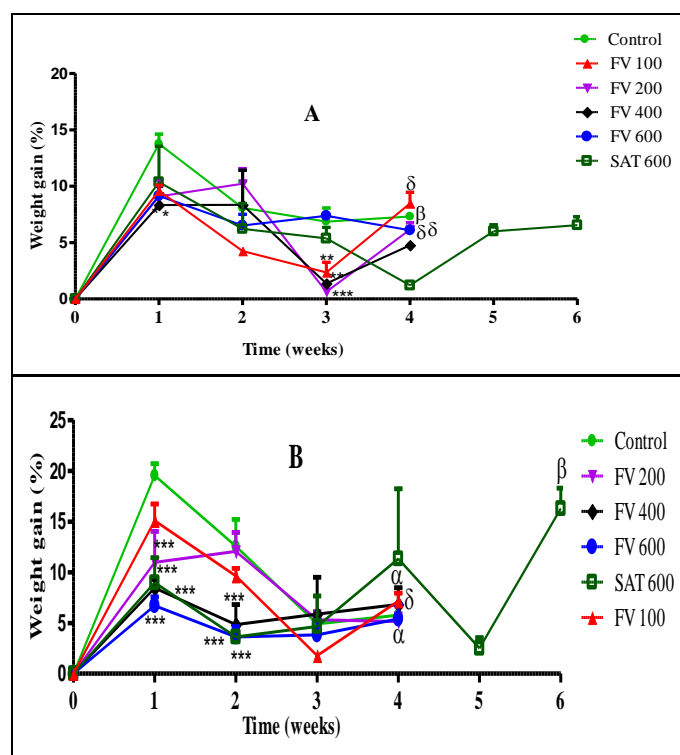 Control
FV 100
FV 200
FV 400
FV 600
SAT 600
A
Weight gain (%)
20
15
10
5
0
*
**
**
***
δ
β
δδ
0 1 2 3 4 5 6
Time (weeks)
B
Control
FV 200
FV 400
FV 600
SAT 600
FV 100
Weight gain (%)
25
20
15
10
5
0
***
***
***
***
***
***
***
α
δ
α
β
0 1 2 3 4 5 6
Time (weeks)